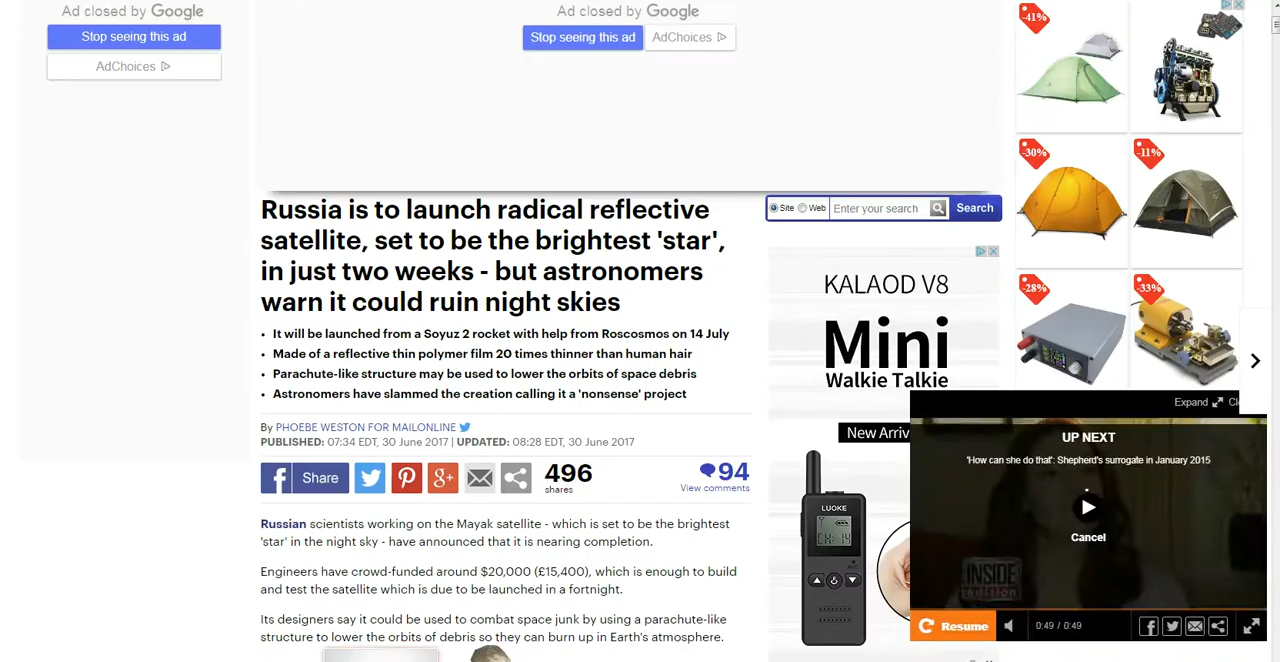 Ad closed by Google
Stop seeing this ad
AdChoices
Ad closed by Google
Stop seeing this ad
AdChoices
Russia is to launch radical reflective
satellite, set to be the brightest 'star',
in just two weeks - but astronomers
warn it could ruin night skies
• It will be launched from a Soyuz 2 rocket with help from Roscosmos on 14 July
• Made of a reflective thin polymer film 20 times thinner than human hair
• Parachute-like structure may be used to lower the orbits of space debris
• Astronomers have slammed the creation calling it a 'nonsense' project
By PHOEBE WESTON FOR MAILONLINE
PUBLISHED: 07:34 EDT, 30 June 2017 | UPDATED: 08:28 EDT, 30 June 2017
f Share
g+
496
shares
94
View comments
Russian scientists working on the Mayak satellite - which is set to be the brightest
'star' in the night sky - have announced that it is nearing completion.
Engineers have crowd-funded around $20,000 (£15,400), which is enough to build
and test the satellite which is due to be launched in a fortnight.
Its designers say it could be used to combat space junk by using a parachute-like
structure to lower the orbits of debris so they can burn up in Earth's atmosphere.
Site Web Enter your search Search
KALAOD V8
Mini
Walkie Talkie
New Arriv
LUOKE
CH: 14
-41%
-30%
-11%
-28%
-33%
Expand Cl
UP NEXT
'How can she do that': Shepherd's surrogate in January 2015
Cancel
INSIDE
edition
Resume 0:49 / 0:49